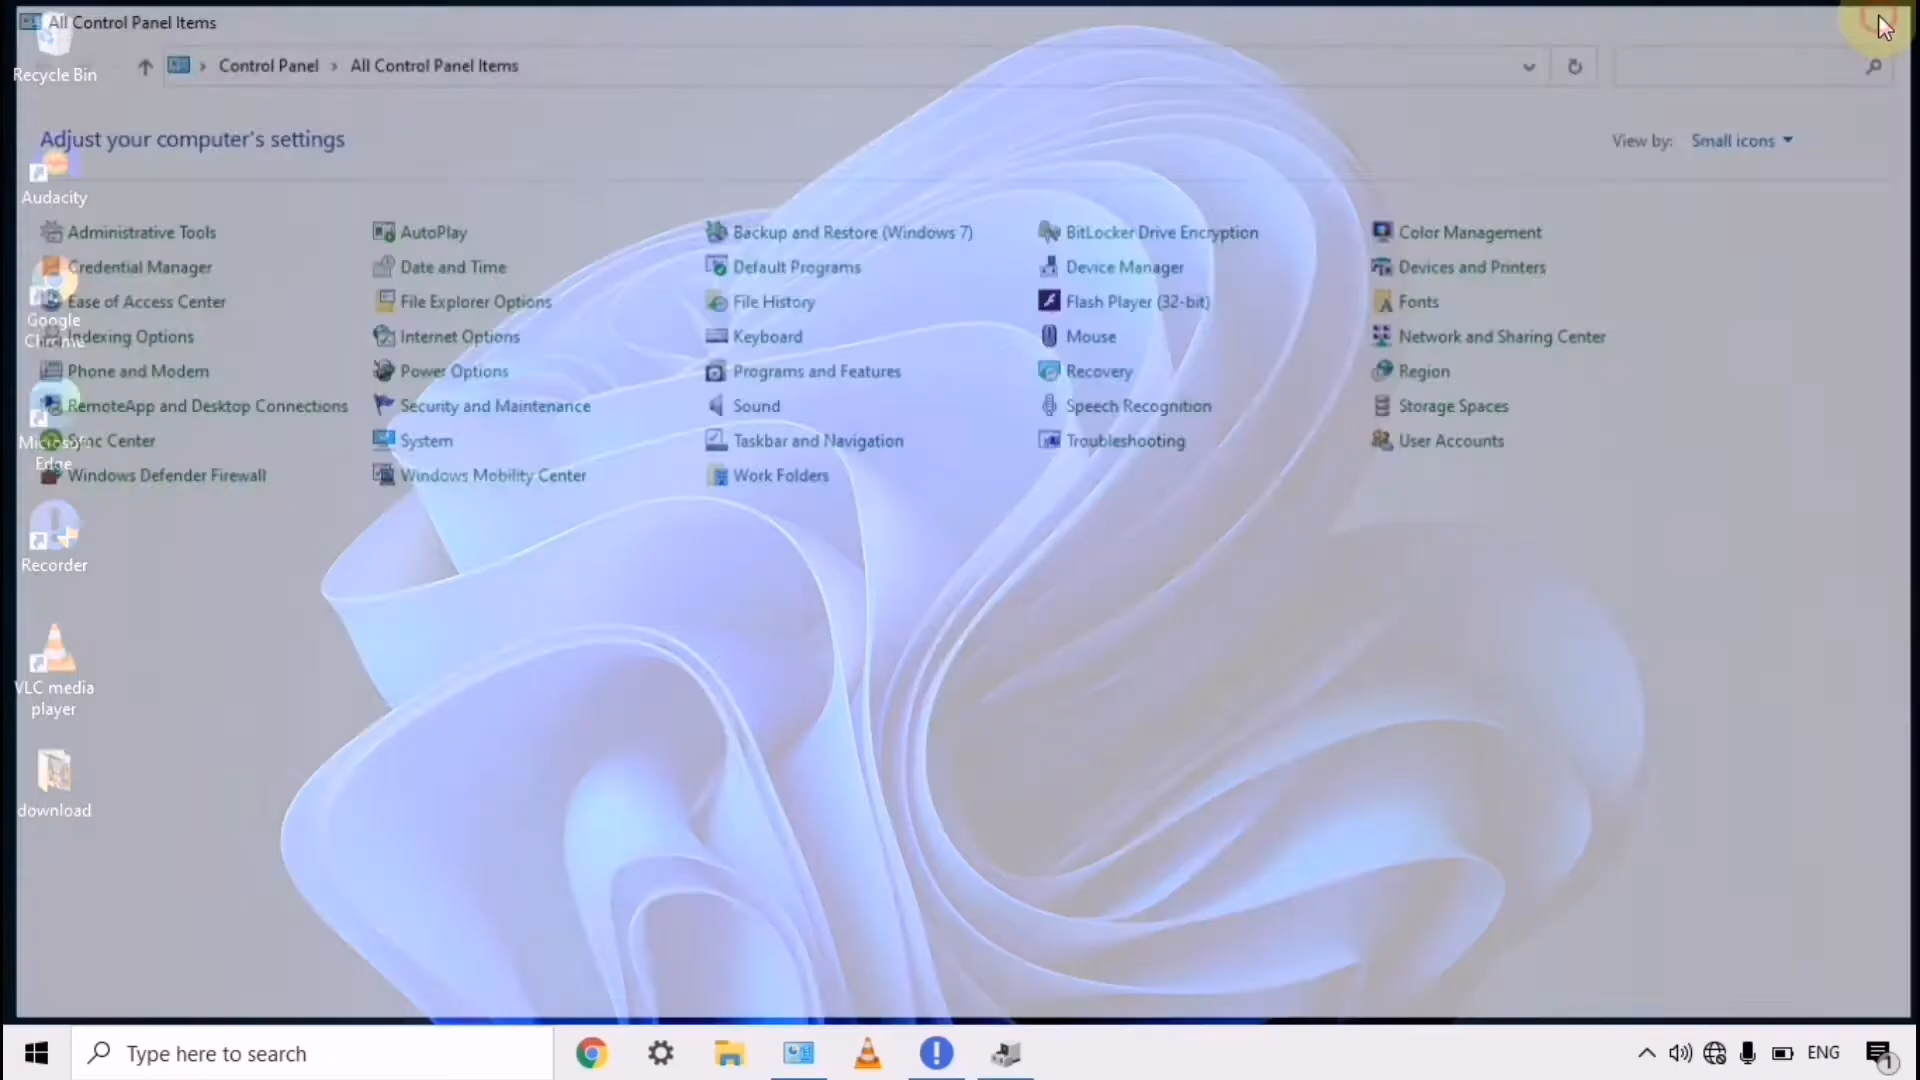 All Control Panel Items
Control Panel > All Control Panel Items
Adjust your computer's settings
View by: Small icons
Administrative Tools
AutoPlay
Backup and Restore (Windows 7)
BitLocker Drive Encryption
Color Management
Credential Manager
Date and Time
Default Programs
Device Manager
Devices and Printers
Ease of Access Center
File Explorer Options
File History
Flash Player (32-bit)
Fonts
Indexing Options
Internet Options
Keyboard
Mouse
Network and Sharing Center
Phone and Modem
Power Options
Programs and Features
Recovery
Region
RemoteApp and Desktop Connections
Security and Maintenance
Sound
Speech Recognition
Storage Spaces
Sync Center
System
Taskbar and Navigation
Troubleshooting
User Accounts
Windows Defender Firewall
Windows Mobility Center
Work Folders
Recycle Bin
Audacity
Google
Chrome
Microsoft
Edge
Recorder
VLC media
player
download
Type here to search
ENG
1